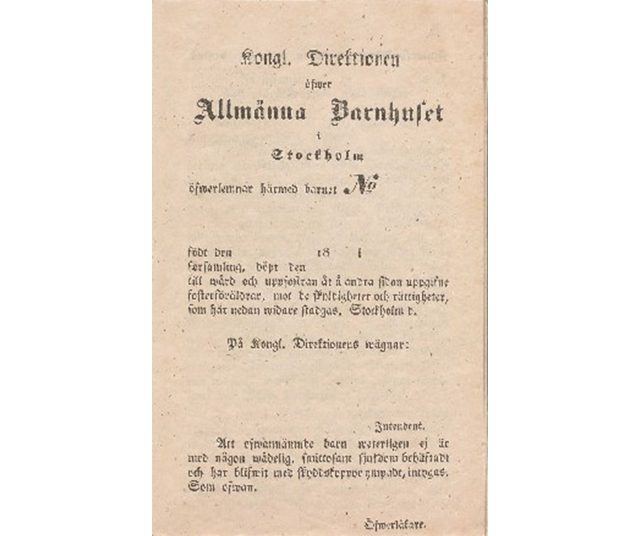 Kongl. Direktionen
öfwer
Allmänna Barnhuset
i
Stockholm
öfwerlemnar härmed barnet No
född den 18 i
församling, döpt den
till wård och uppfostran åt å andra sidan uppgifne
fosterföräldrar, mot de skyldigheter och rättigheter,
som här nedan widare stadgas. Stockholm d.
På Kongl. Direktionens wägnar:
Intendent.
Att ofwannämnde barn weterligen ej är
med någon wådelig, smittosam sjukdom behäftadt
och har blifwit med skyddskoppor ympadt, intygas.
Som ofwan.
Öfwerläkare.